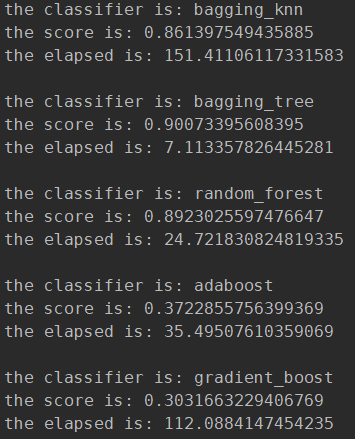 the classifier is: bagging_knn
the score is: 0.861397549435885
the elapsed is: 151.41106117331583
the classifier is: bagging_tree
the score is: 0.90073395608395
the elapsed is: 7.113357826445281
the classifier is: random_forest
the score is: 0.8923025597476647
the elapsed is: 24.721830824819335
the classifier is: adaboost
the score is: 0.3722855756399369
the elapsed is: 35.49507610359069
the classifier is: gradient_boost
the score is: 0.3031663229406769
the elapsed is: 112.0884147454235